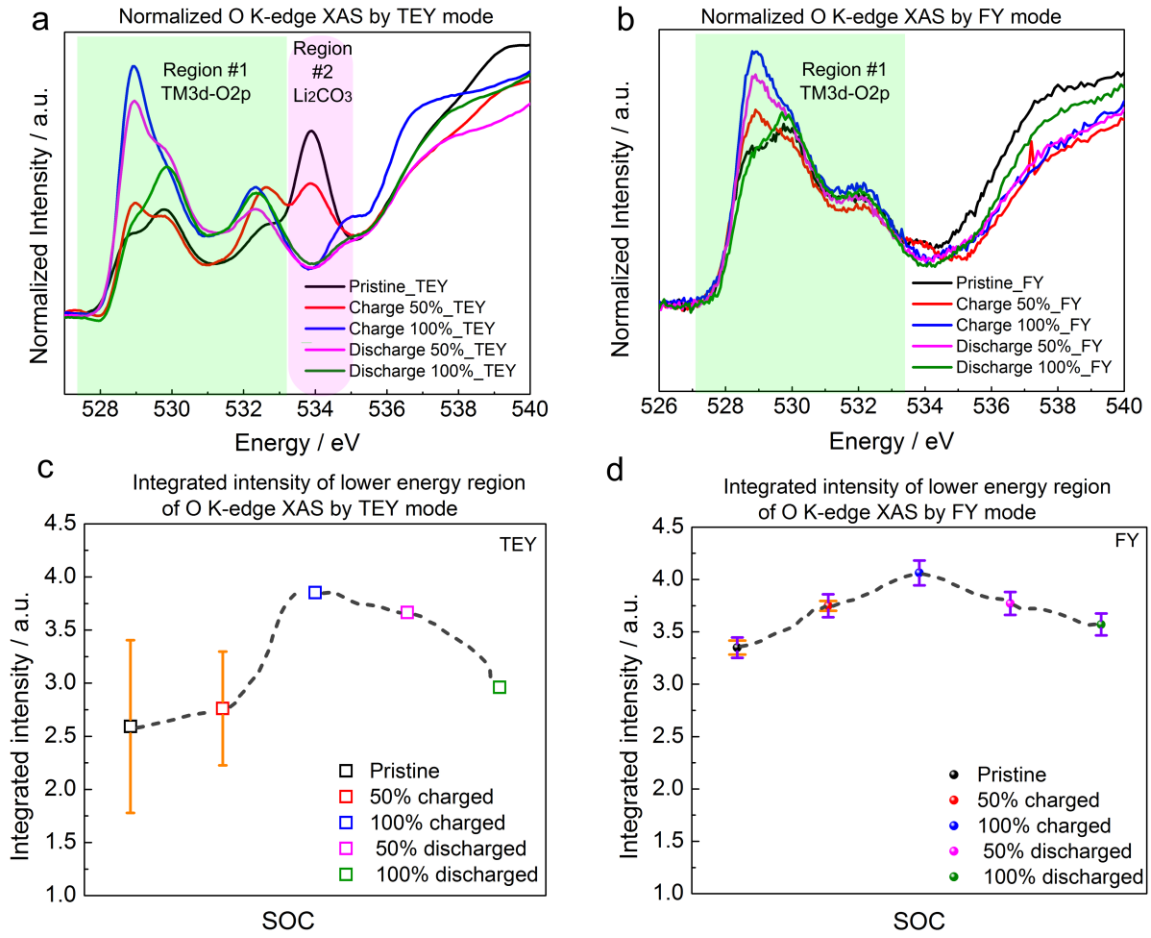 a
Normalized O K-edge XAS by TEY mode
Normalized Intensity / a.u.
Region #1
TM3d-O2p
Region
#2
Li₂CO₃
Pristine_TEY
Charge 50%_TEY
Charge 100%_TEY
Discharge 50%_TEY
Discharge 100%_TEY
528 530 532 534 536 538 540
Energy / eV
b
Normalized O K-edge XAS by FY mode
Normalized Intensity / a.u.
Region #1
TM3d-O2p
Pristine_FY
Charge 50%_FY
Charge 100%_FY
Discharge 50%_FY
Discharge 100%_FY
526 528 530 532 534 536 538 540
Energy / eV
c
Integrated intensity of lower energy region
of O K-edge XAS by TEY mode
Integrated intensity / a.u.
4.5
4.0
3.5
3.0
2.5
2.0
1.5
1.0
TEY
Pristine
50% charged
100% charged
50% discharged
100% discharged
SOC
d
Integrated intensity of lower energy region
of O K-edge XAS by FY mode
Integrated intensity / a.u.
4.5
4.0
3.5
3.0
2.5
2.0
1.5
1.0
FY
Pristine
50% charged
100% charged
50% discharged
100% discharged
SOC